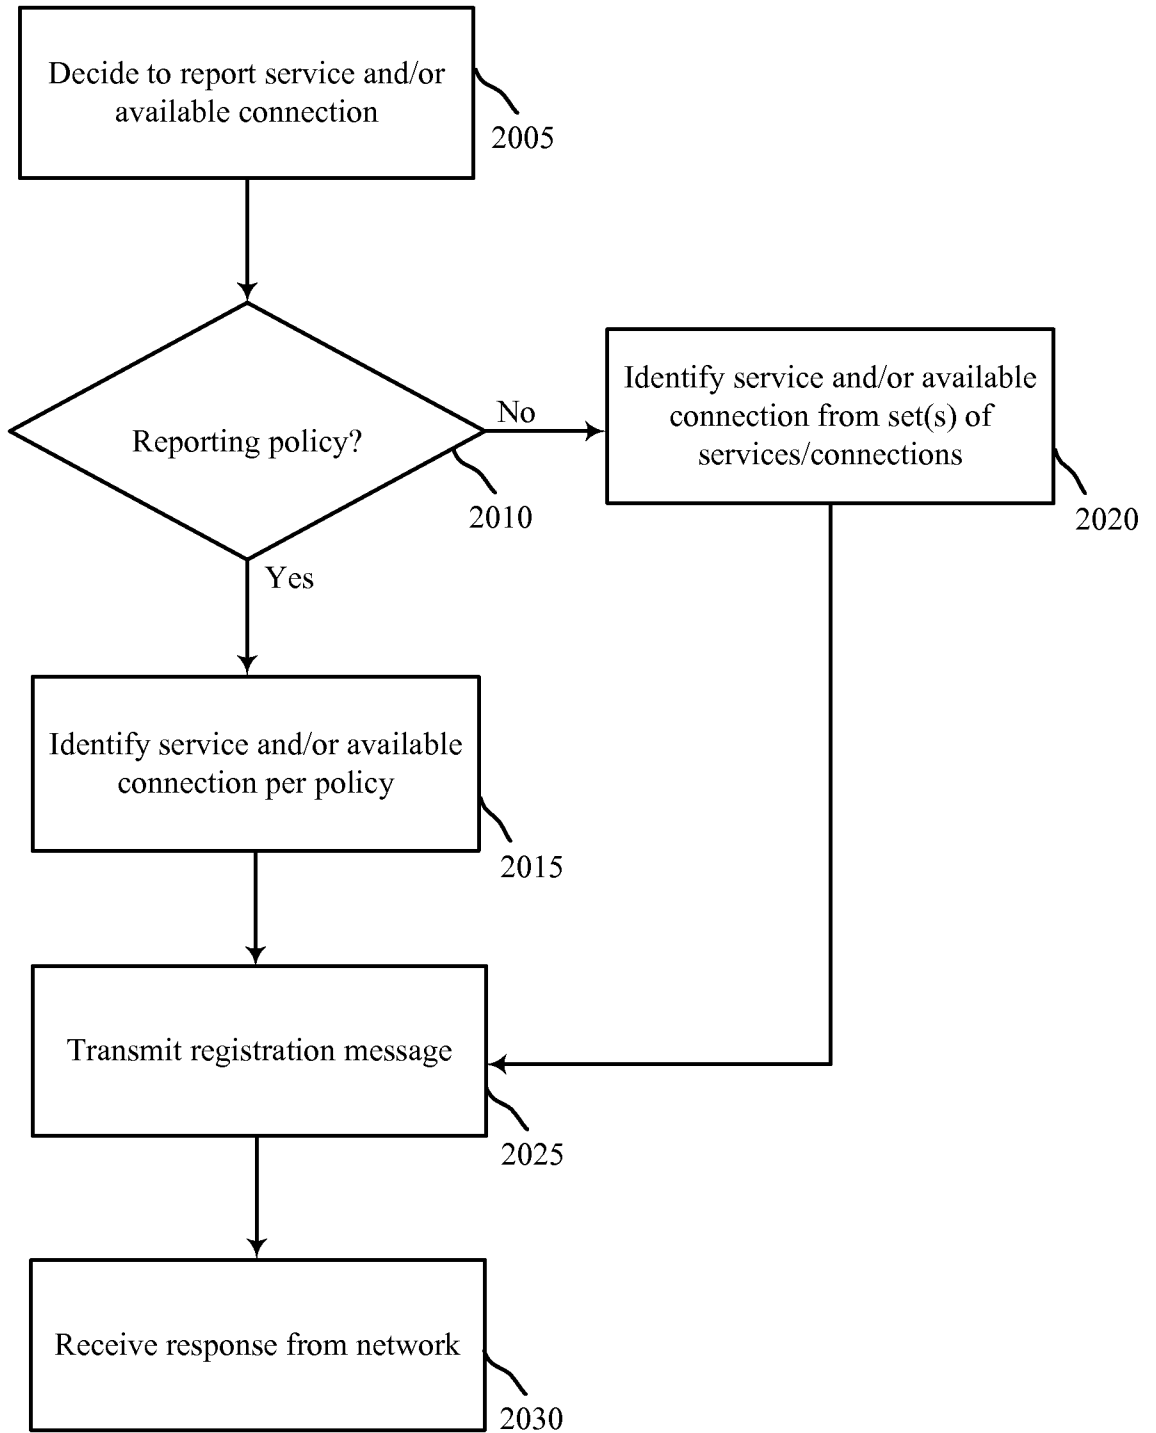 Decide to report service and/or
available connection
2005
Reporting policy?
2010
No
Identify service and/or available
connection from set(s) of
services/connections
2020
Yes
Identify service and/or available
connection per policy
2015
Transmit registration message
2025
Receive response from network
2030